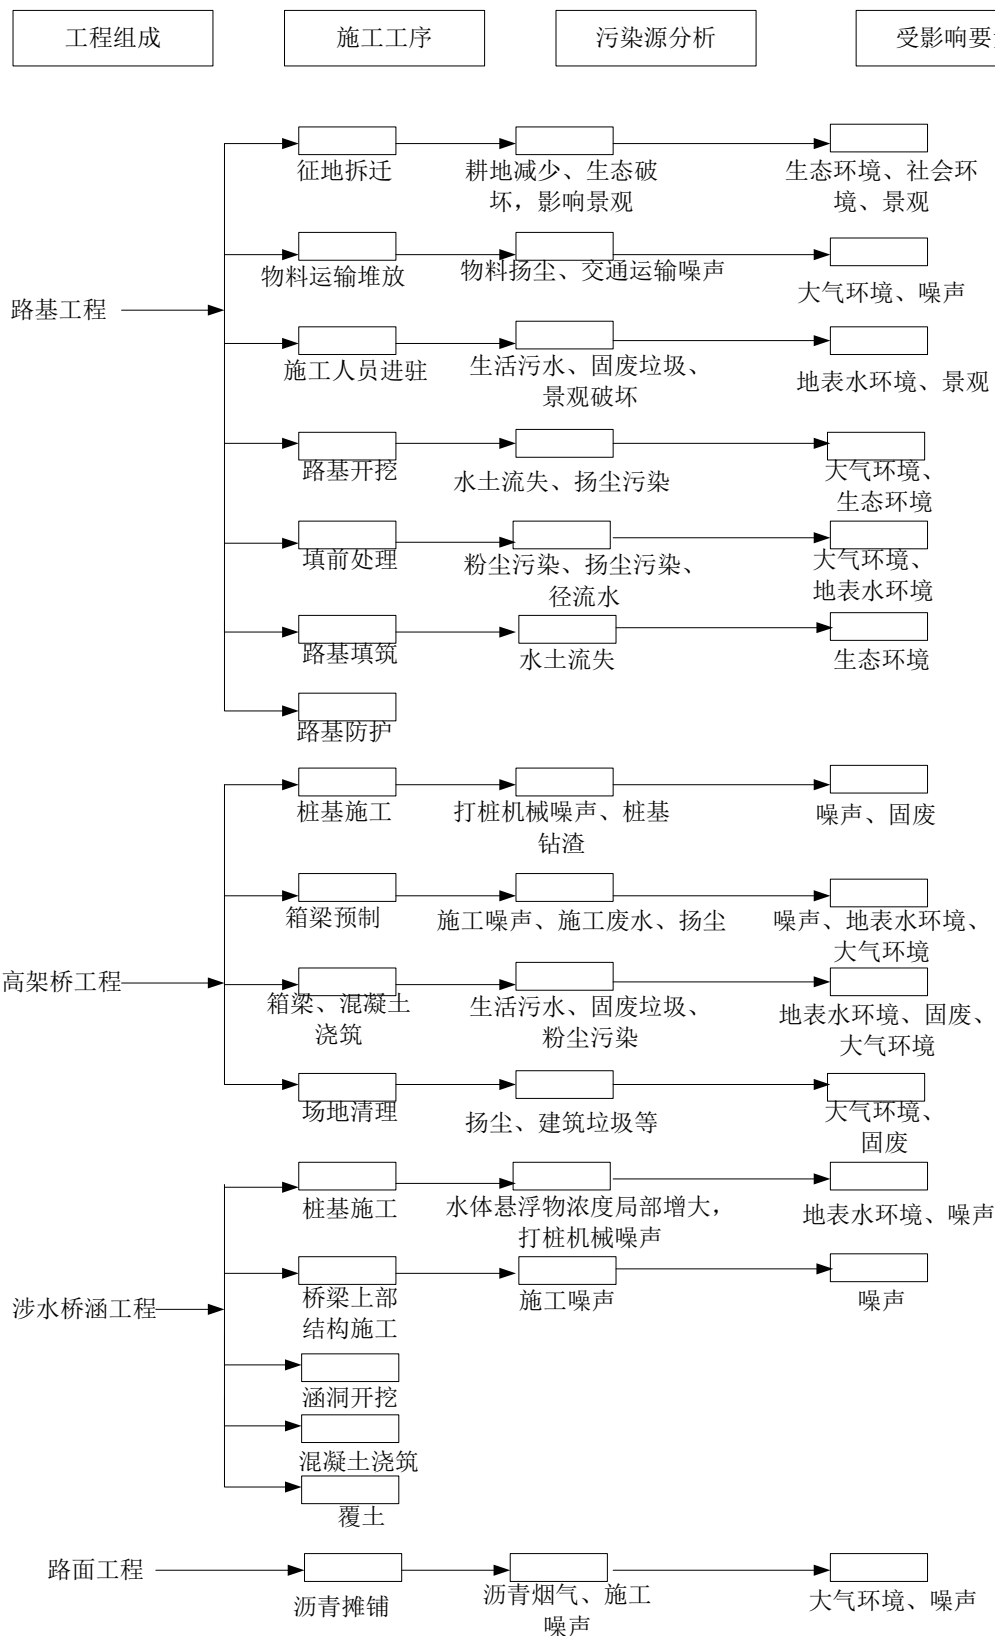 工程组成
施工工序
污染源分析
受影响要
征地拆迁
耕地减少、生态破
坏，影响景观
生态环境、社会环
境、景观
物料运输堆放
物料扬尘、交通运输噪声
大气环境、噪声
路基工程
施工人员进驻
生活污水、固废垃圾、
景观破坏
地表水环境、景观
路基开挖
水土流失、扬尘污染
大气环境、
生态环境
填前处理
粉尘污染、扬尘污染、
径流水
大气环境、
地表水环境
路基填筑
水土流失
生态环境
路基防护
桩基施工
打桩机械噪声、桩基
钻渣
噪声、固废
箱梁预制
施工噪声、施工废水、扬尘
噪声、地表水环境、
大气环境
高架桥工程
箱梁、混凝土
浇筑
生活污水、固废垃圾、
粉尘污染
地表水环境、固废、
大气环境
场地清理
扬尘、建筑垃圾等
大气环境、
固废
桩基施工
水体悬浮物浓度局部增大，
打桩机械噪声
地表水环境、噪声
涉水桥涵工程
桥梁上部
结构施工
施工噪声
噪声
涵洞开挖
混凝土浇筑
覆土
路面工程
沥青摊铺
沥青烟气、施工
噪声
大气环境、噪声